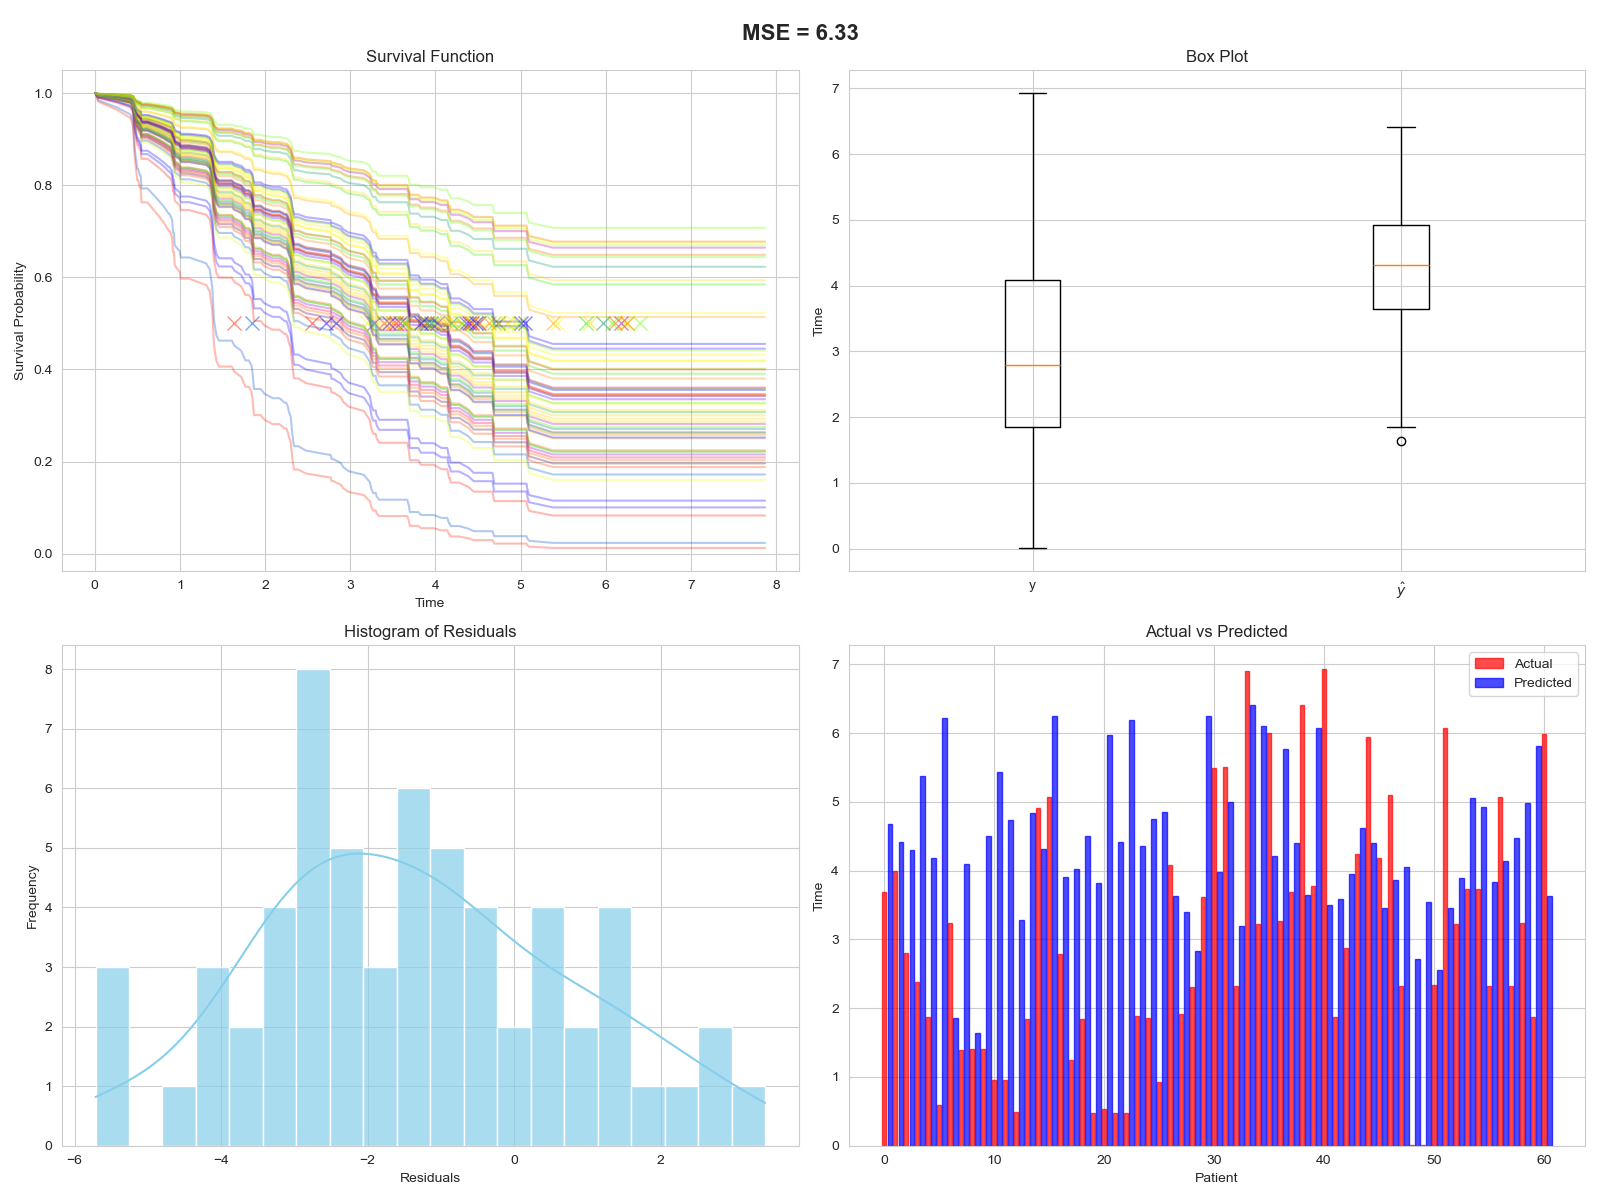 MSE = 6.33
Survival Function
Survival Probability
1.0
0.8
0.6
0.4
0.2
0.0
0 1 2 3 4 5 6 7 8
Time
Box Plot
Time
7
6
5
4
3
2
1
0
y ŷ
Histogram of Residuals
Frequency
8
7
6
5
4
3
2
1
0
−6 −4 −2 0 2
Residuals
Actual vs Predicted
Time
7
6
5
4
3
2
1
0
Actual
Predicted
0 10 20 30 40 50 60
Patient